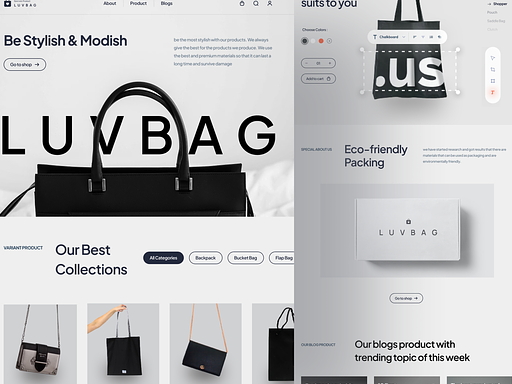 LUVBAG
About
Product
Blogs
Be Stylish & Modish
be the most stylish with our products. We always
give the best for the products we produce. We use
the best and premium materials so that it can last a
long time and survive damage
Go to shop →
LUVBAG
VARIANT PRODUCT
Our Best
Collections
All Categories
Backpack
Bucket Bag
Flap Bag
suits to you
Choose Colors :
01
Add to cart
Chalkboard
.us
Shopper
SPECIAL ABOUT US
Eco-friendly
Packing
we have started research and got results that there are
materials that can be used as packaging and are
environmentally friendly.
LUVBAG
Go to shop →
OUR BLOG PRODUCT
Our blogs product with
trending topic of this week